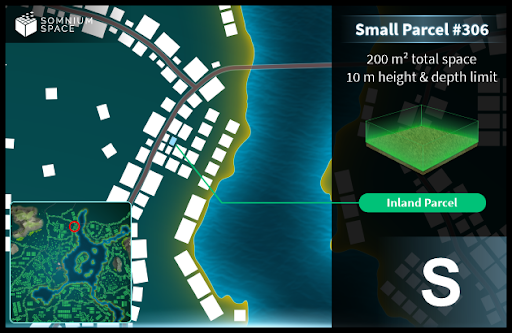 SOMNIUM
SPACE
Small Parcel #306
200 m² total space
10 m height & depth limit
Inland Parcel
S